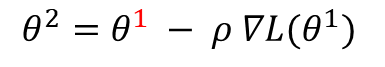 θ² = θ¹ − ρ ∇L(θ¹)